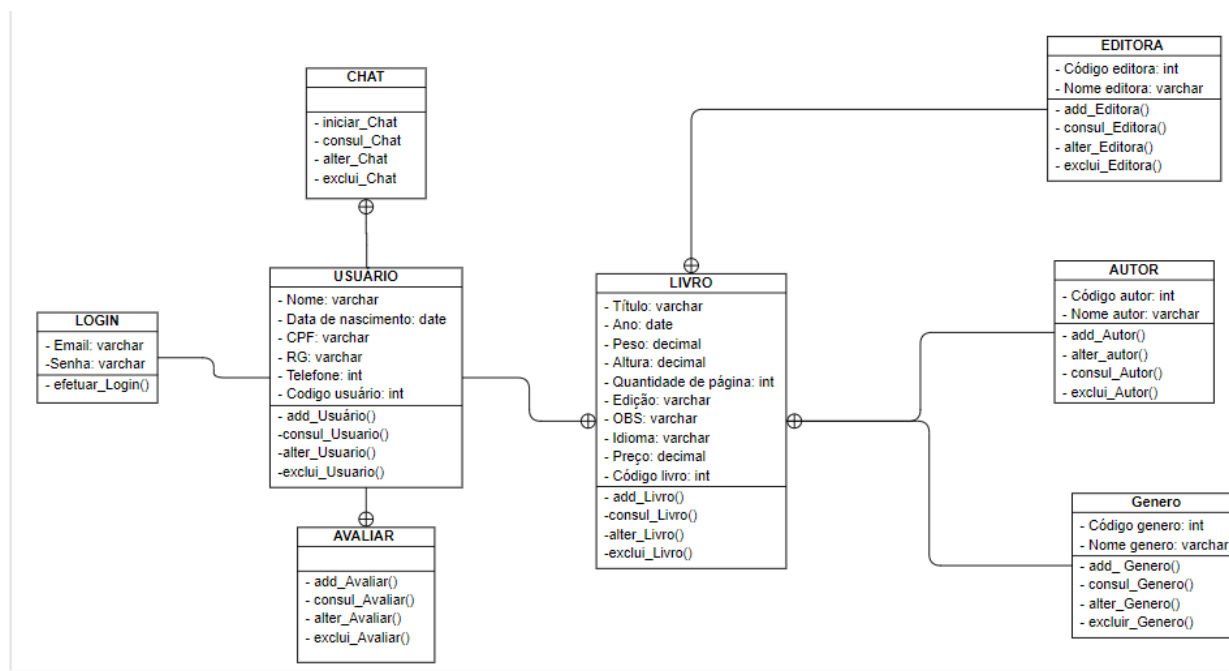 CHAT
- iniciar_Chat
- consul_Chat
- alter_Chat
- exclui_Chat
EDITORA
- Código editora: int
- Nome editora: varchar
- add_Editora()
- consul_Editora()
- alter_Editora()
- exclui_Editora()
LOGIN
- Email: varchar
-Senha: varchar
- efetuar_Login()
USUÁRIO
- Nome: varchar
- Data de nascimento: date
- CPF: varchar
- RG: varchar
- Telefone: int
- Codigo usuário: int
- add_Usuário()
-consul_Usuario()
-alter_Usuario()
-exclui_Usuario()
LIVRO
- Título: varchar
- Ano: date
- Peso: decimal
- Altura: decimal
- Quantidade de página: int
- Edição: varchar
- OBS: varchar
- Idioma: varchar
- Preço: decimal
- Código livro: int
- add_Livro()
-consul_Livro()
-alter_Livro()
-exclui_Livro()
AUTOR
- Código autor: int
- Nome autor: varchar
- add_Autor()
- alter_autor()
- consul_Autor()
- exclui_Autor()
AVALIAR
- add_Avaliar()
- consul_Avaliar()
- alter_Avaliar()
- exclui_Avaliar()
Genero
- Código genero: int
- Nome genero: varchar
- add_ Genero()
- consul_Genero()
- alter_Genero()
- excluir_Genero()